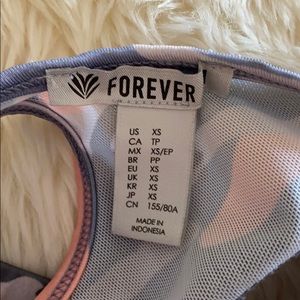 FOREVER
US XS
CA TP
MX XS/EP
BR PP
EU XS
UK XS
KR XS
JP XS
CN 155/80A
MADE IN
INDONESIA